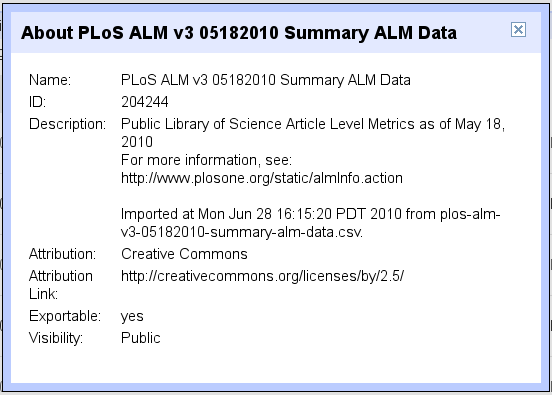 About PLoS ALM v3 05182010 Summary ALM Data
Name: PLoS ALM v3 05182010 Summary ALM Data
ID: 204244
Description: Public Library of Science Article Level Metrics as of May 18,
2010
For more information, see:
http://www.plosone.org/static/almInfo.action
Imported at Mon Jun 28 16:15:20 PDT 2010 from plos-alm-
v3-05182010-summary-alm-data.csv.
Attribution: Creative Commons
Attribution http://creativecommons.org/licenses/by/2.5/
Link:
Exportable: yes
Visibility: Public